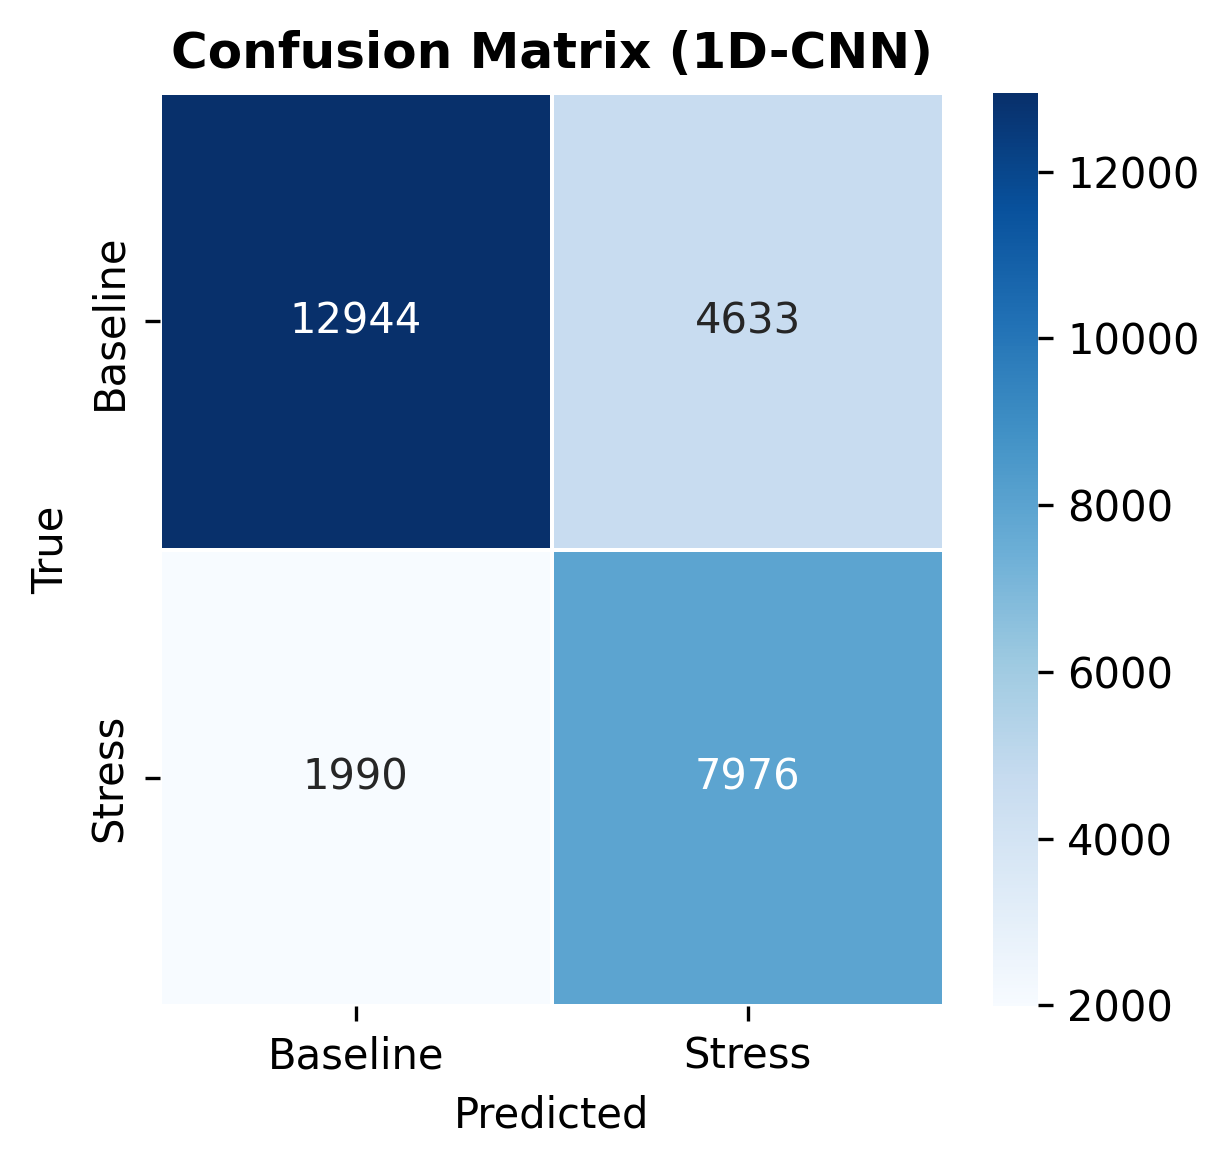 Confusion Matrix (1D-CNN)
True
Baseline
Stress
12944
4633
1990
7976
Baseline
Stress
Predicted
12000
10000
8000
6000
4000
2000